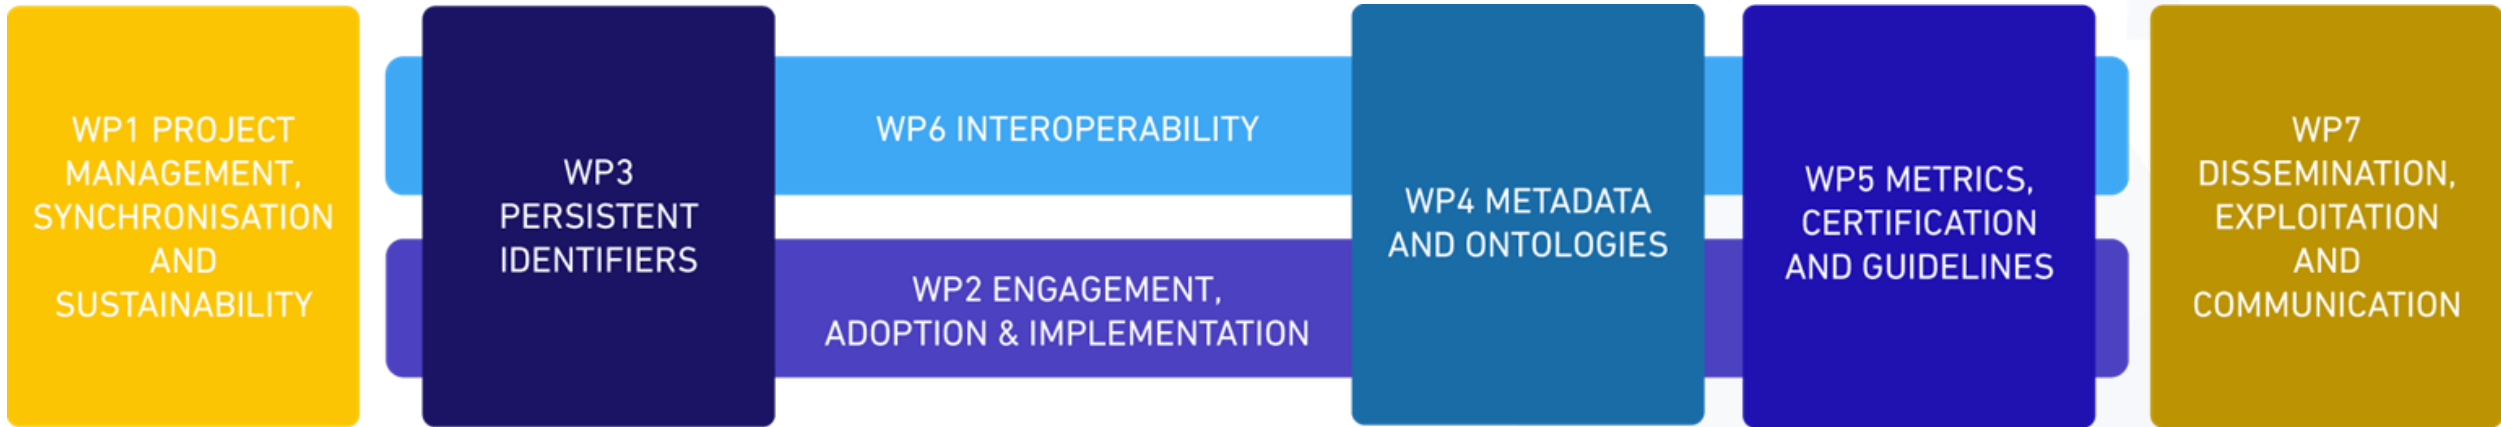 WP1 PROJECT
MANAGEMENT,
SYNCHRONISATION
AND
SUSTAINABILITY
WP3
PERSISTENT
IDENTIFIERS
WP6 INTEROPERABILITY
WP2 ENGAGEMENT,
ADOPTION & IMPLEMENTATION
WP4 METADATA
AND ONTOLOGIES
WP5 METRICS,
CERTIFICATION
AND GUIDELINES
WP7
DISSEMINATION,
EXPLOITATION
AND
COMMUNICATION